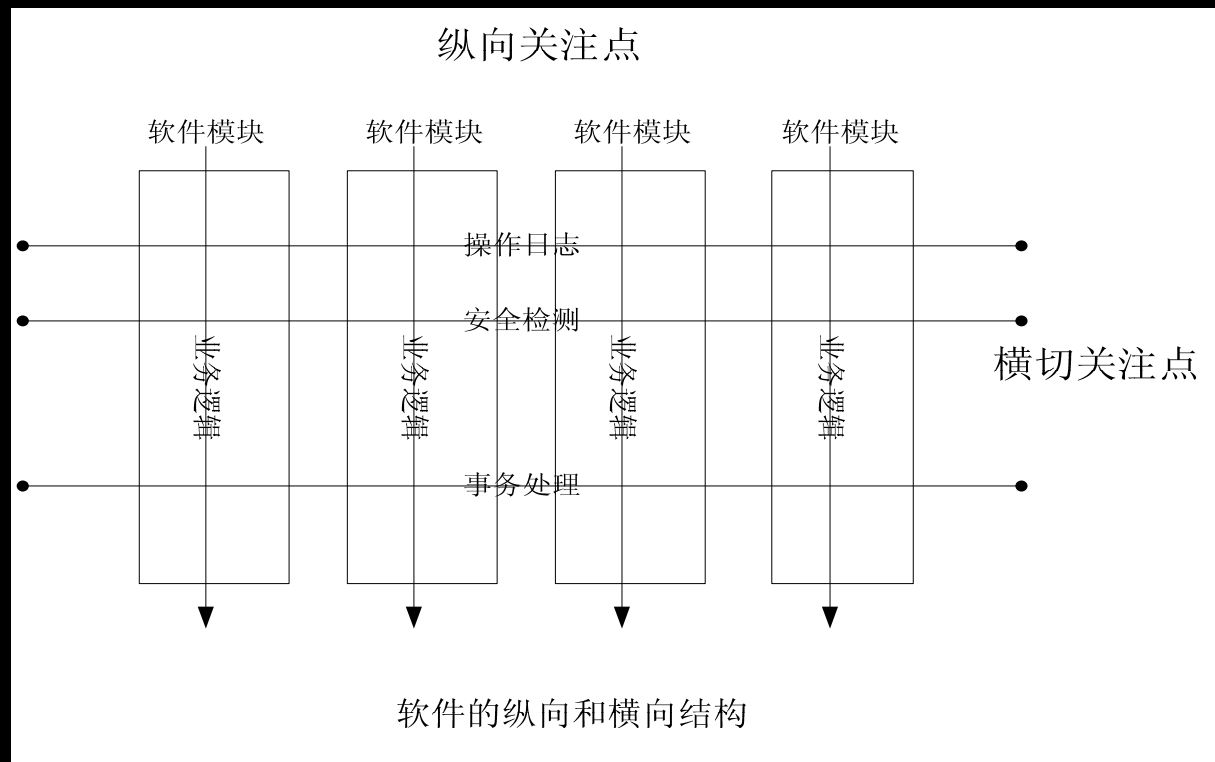 纵向关注点
软件模块
软件模块
软件模块
软件模块
操作日志
安全检测
业务逻辑
业务逻辑
业务逻辑
业务逻辑
横切关注点
事务处理
软件的纵向和横向结构